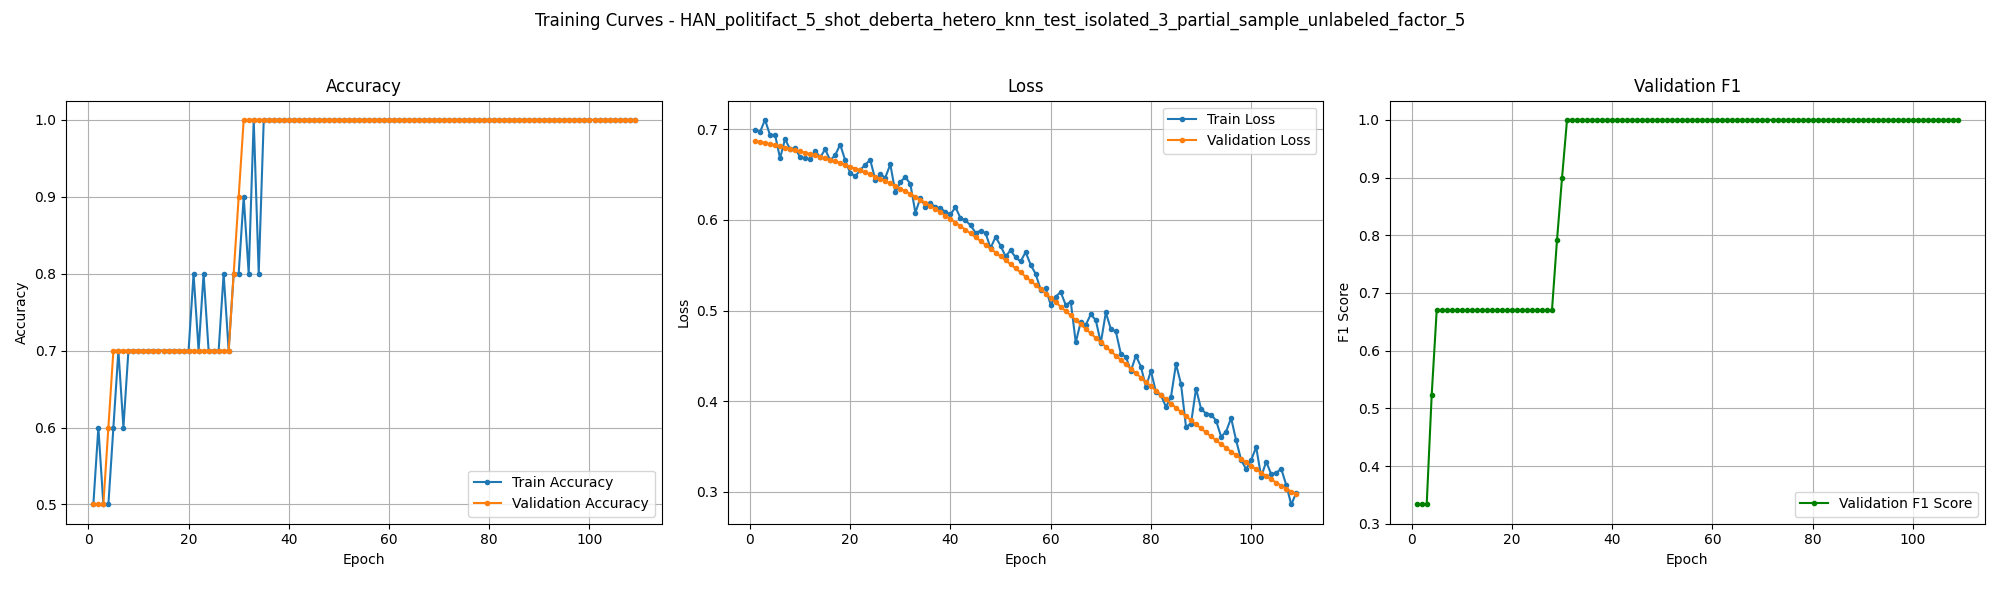 Training Curves - HAN_politifact_5_shot_deberta_hetero_knn_test_isolated_3_partial_sample_unlabeled_factor_5
Accuracy
1.0
0.9
0.8
0.7
0.6
0.5
Accuracy
0 20 40 60 80 100
Epoch
Train Accuracy
Validation Accuracy
Loss
0.7
0.6
0.5
0.4
0.3
Loss
0 20 40 60 80 100
Epoch
Train Loss
Validation Loss
Validation F1
1.0
0.9
0.8
0.7
0.6
0.5
0.4
0.3
F1 Score
0 20 40 60 80 100
Epoch
Validation F1 Score